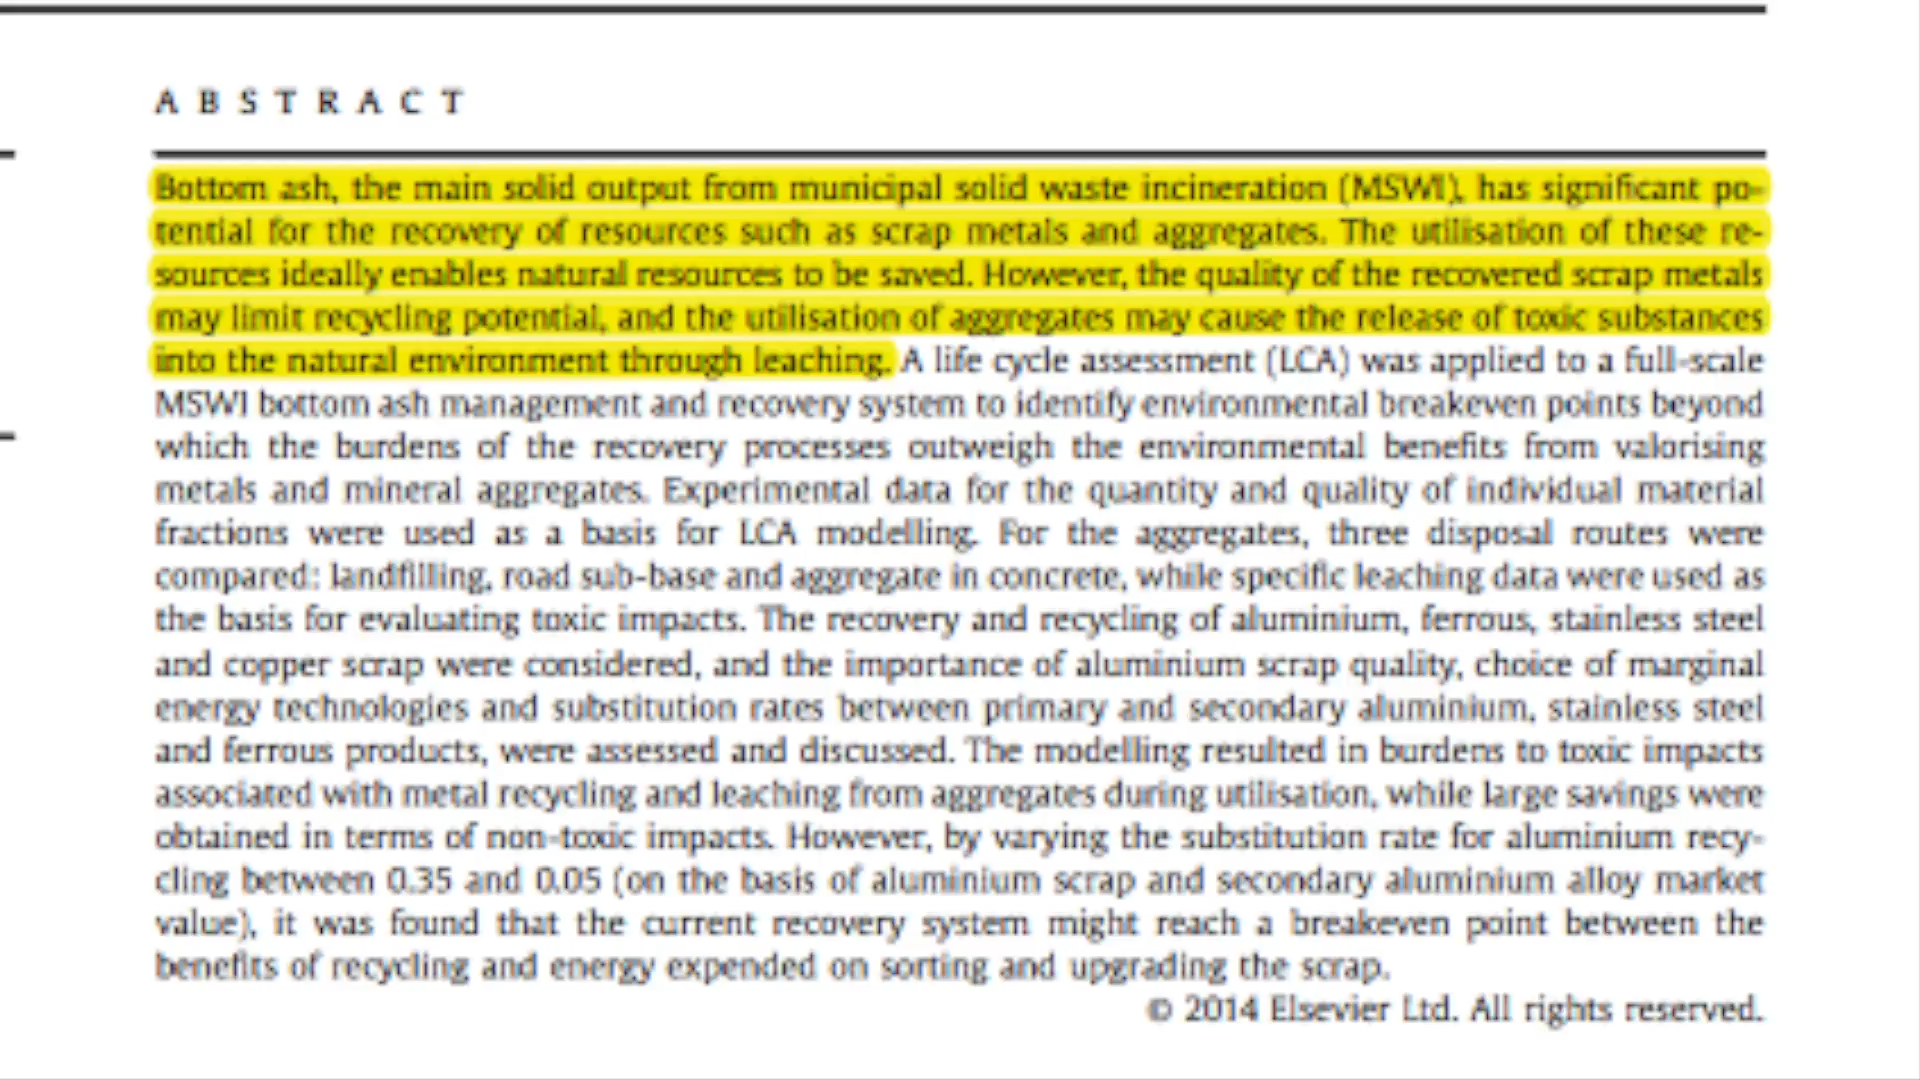 ABSTRACT
Bottom ash, the main solid output from municipal solid waste incineration (MSWI), has significant po-
tential for the recovery of resources such as scrap metals and aggregates. The utilisation of these re-
sources ideally enables natural resources to be saved. However, the quality of the recovered scrap metals
may limit recycling potential, and the utilisation of aggregates may cause the release of toxic substances
into the natural environment through leaching. A life cycle assessment (LCA) was applied to a full-scale
MSWI bottom ash management and recovery system to identify environmental breakeven points beyond
which the burdens of the recovery processes outweigh the environmental benefits from valorising
metals and mineral aggregates. Experimental data for the quantity and quality of individual material
fractions were used as a basis for LCA modelling. For the aggregates, three disposal routes were
compared: landfilling, road sub-base and aggregate in concrete, while specific leaching data were used as
the basis for evaluating toxic impacts. The recovery and recycling of aluminium, ferrous, stainless steel
and copper scrap were considered, and the importance of aluminium scrap quality, choice of marginal
energy technologies and substitution rates between primary and secondary aluminium, stainless steel
and ferrous products, were assessed and discussed. The modelling resulted in burdens to toxic impacts
associated with metal recycling and leaching from aggregates during utilisation, while large savings were
obtained in terms of non-toxic impacts. However, by varying the substitution rate for aluminium recy-
cling between 0.35 and 0.05 (on the basis of aluminium scrap and secondary aluminium alloy market
value), it was found that the current recovery system might reach a breakeven point between the
benefits of recycling and energy expended on sorting and upgrading the scrap.
© 2014 Elsevier Ltd. All rights reserved.